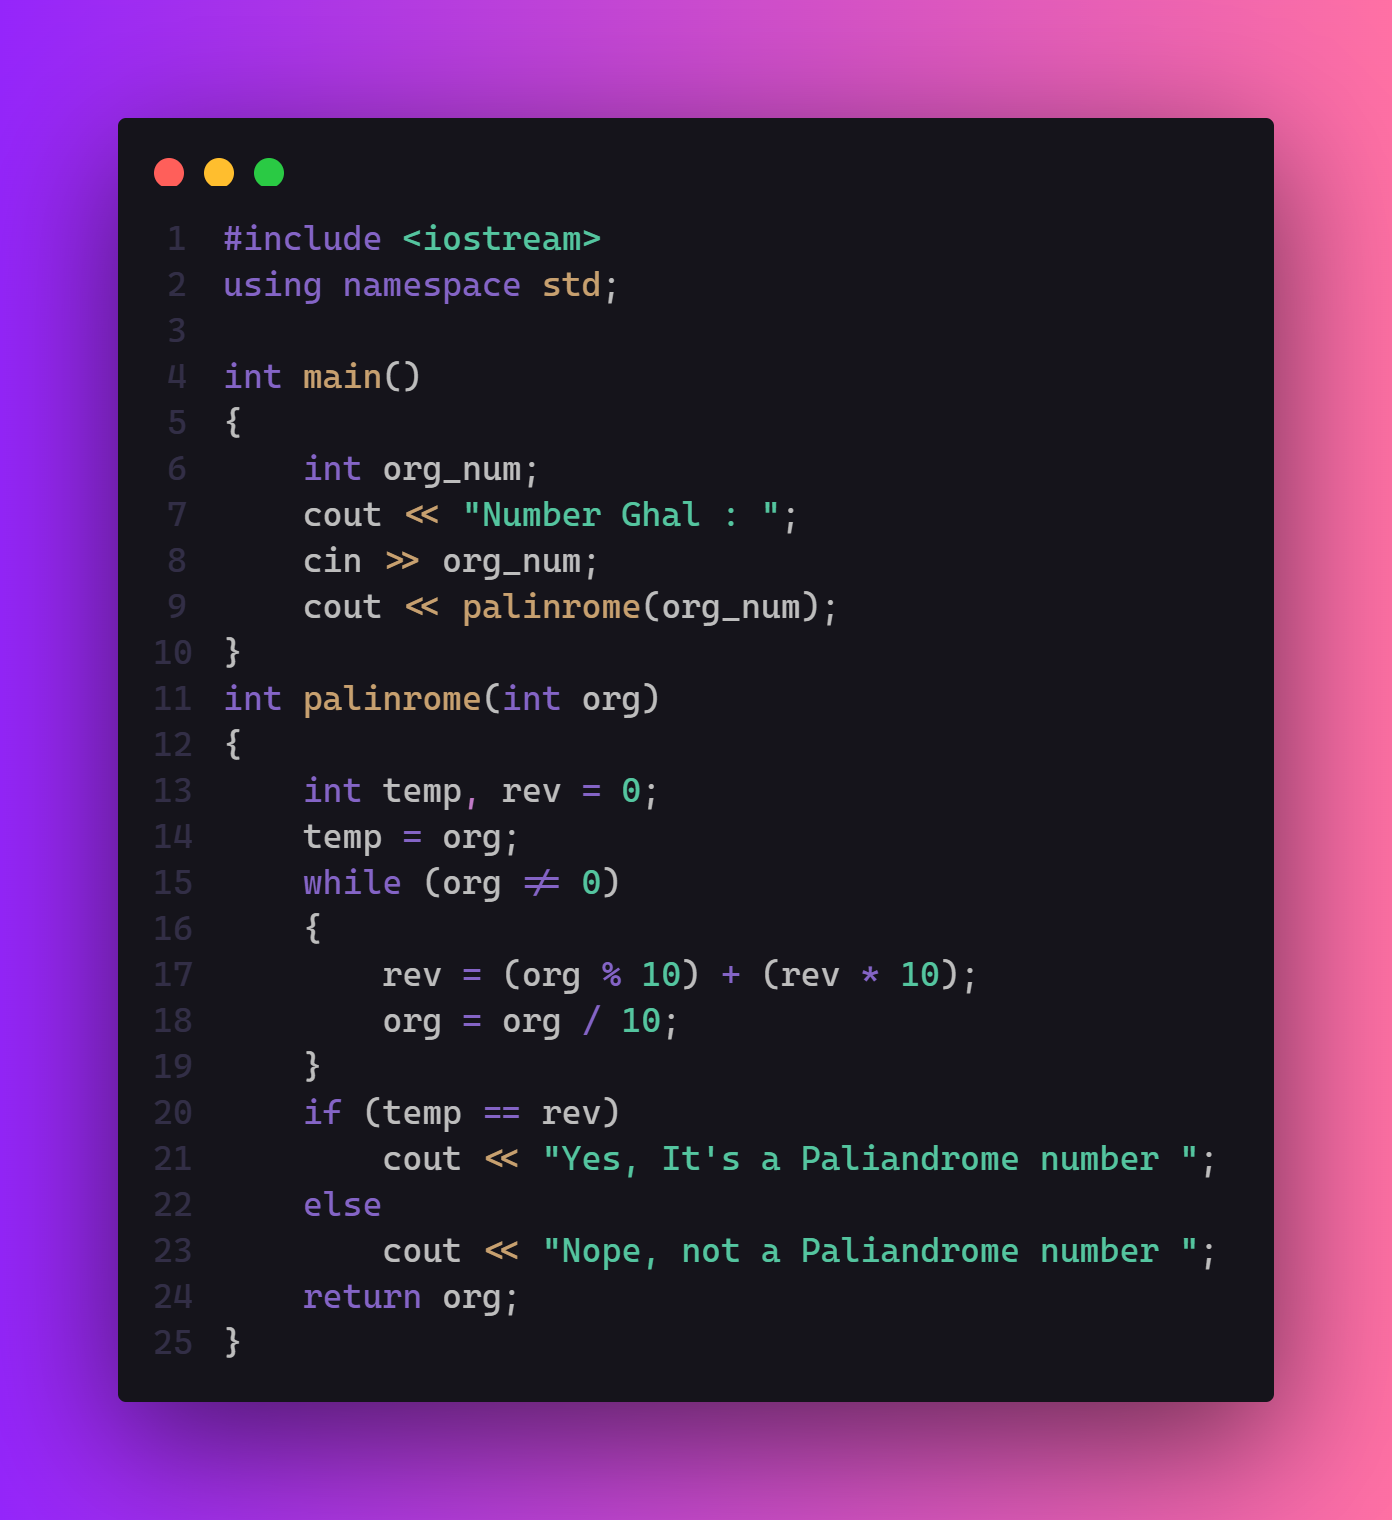 1 #include <iostream>
2 using namespace std;
3
4 int main()
5 {
6     int org_num;
7     cout << "Number Ghal : ";
8     cin >> org_num;
9     cout << palinrome(org_num);
10 }
11 int palinrome(int org)
12 {
13     int temp, rev = 0;
14     temp = org;
15     while (org != 0)
16     {
17         rev = (org % 10) + (rev * 10);
18         org = org / 10;
19     }
20     if (temp == rev)
21         cout << "Yes, It's a Paliandrome number ";
22     else
23         cout << "Nope, not a Paliandrome number ";
24     return org;
25 }